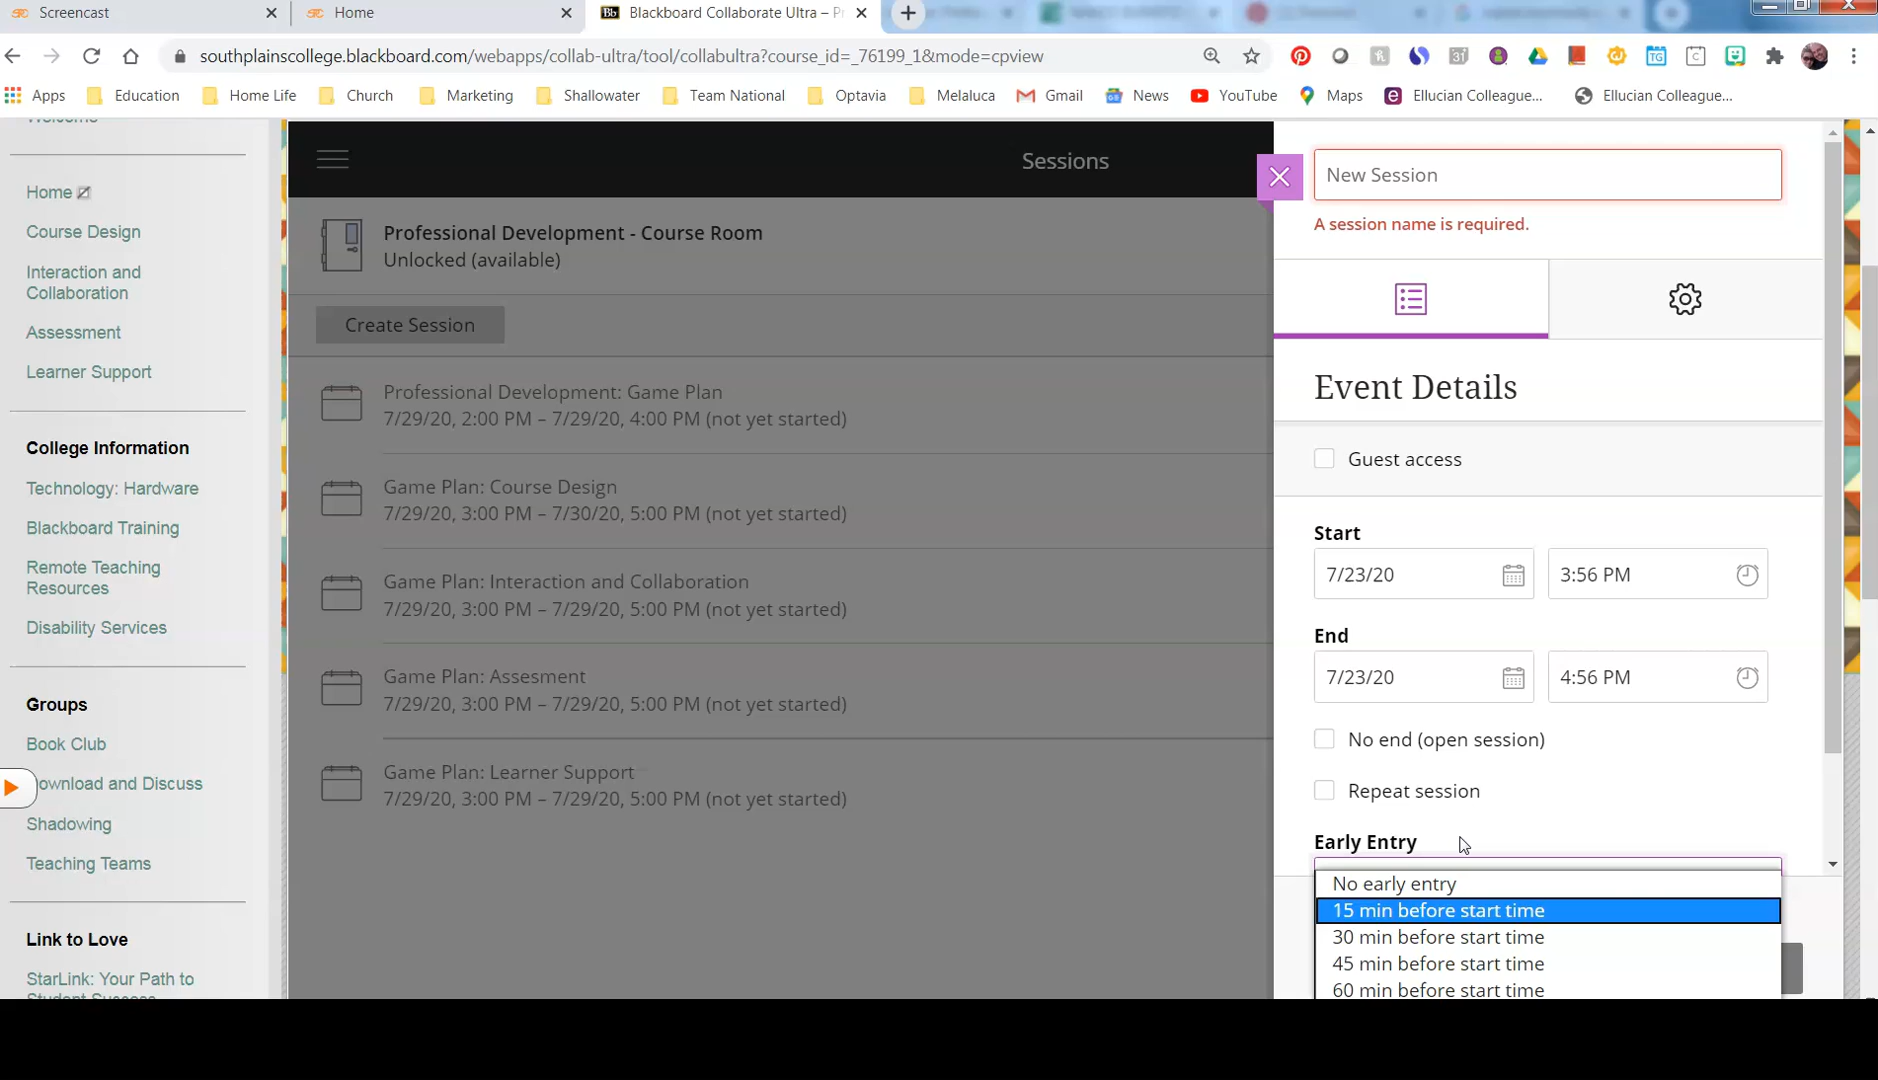 Screencast
Home
Blackboard Collaborate Ultra – P
southplainscollege.blackboard.com/webapps/collab-ultra/tool/collabultra?course_id=_76199_1&mode=cpview
Apps
Education
Home Life
Church
Marketing
Shallowater
Team National
Optavia
Melaluca
Gmail
News
YouTube
Maps
Ellucian Colleague...
Ellucian Colleague...
Home
Course Design
Interaction and
Collaboration
Assessment
Learner Support
College Information
Technology: Hardware
Blackboard Training
Remote Teaching
Resources
Disability Services
Groups
Book Club
ownload and Discuss
Shadowing
Teaching Teams
Link to Love
StarLink: Your Path to
Student Success
Sessions
Professional Development - Course Room
Unlocked (available)
Create Session
Professional Development: Game Plan
7/29/20, 2:00 PM – 7/29/20, 4:00 PM (not yet started)
Game Plan: Course Design
7/29/20, 3:00 PM – 7/30/20, 5:00 PM (not yet started)
Game Plan: Interaction and Collaboration
7/29/20, 3:00 PM – 7/29/20, 5:00 PM (not yet started)
Game Plan: Assesment
7/29/20, 3:00 PM – 7/29/20, 5:00 PM (not yet started)
Game Plan: Learner Support
7/29/20, 3:00 PM – 7/29/20, 5:00 PM (not yet started)
New Session
A session name is required.
Event Details
Guest access
Start
7/23/20
3:56 PM
End
7/23/20
4:56 PM
No end (open session)
Repeat session
Early Entry
No early entry
15 min before start time
30 min before start time
45 min before start time
60 min before start time